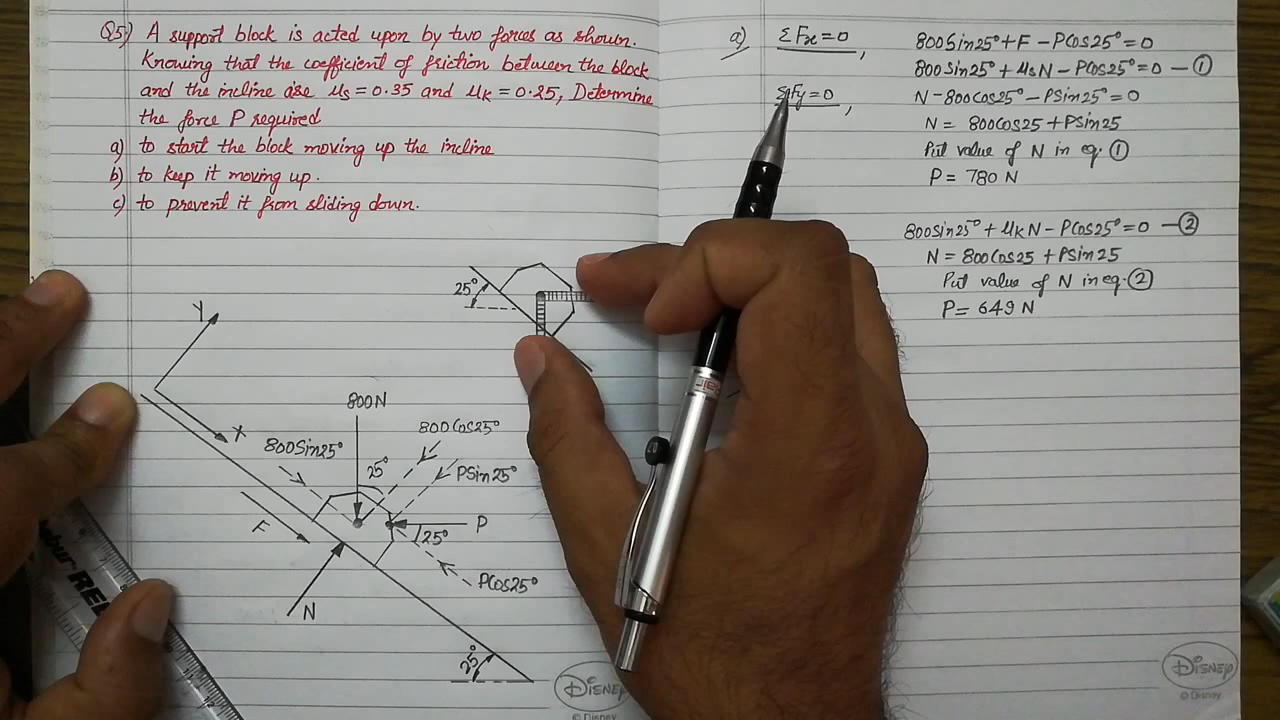 Q5) A support block is acted upon by two forces as shown.
Knowing that the coefficient of friction between the block
and the incline are μs = 0.35 and μk = 0.25, Determine
the force P required
a) to start the block moving up the incline
b) to keep it moving up.
c) to prevent it from sliding down.
25°
Y
X
800N
800Sin25°
25°
800Cos25°
PSin25°
P
25°
F
PCos25°
N
25°
DISNEY
© Disney
a) ΣFx=0, 800Sin25°+F-PCos25°=0
800Sin25°+μsN-PCos25°=0 —①
ΣFy=0, N-800Cos25°-PSin25°=0
N= 800Cos25+PSin25
Put value of N in eq. ①
P= 780 N
800Sin25°+μkN-PCos25°=0 —②
N=800Cos25+PSin25
Put value of N in eq. ②
P= 649 N
DISNEY
© Disney